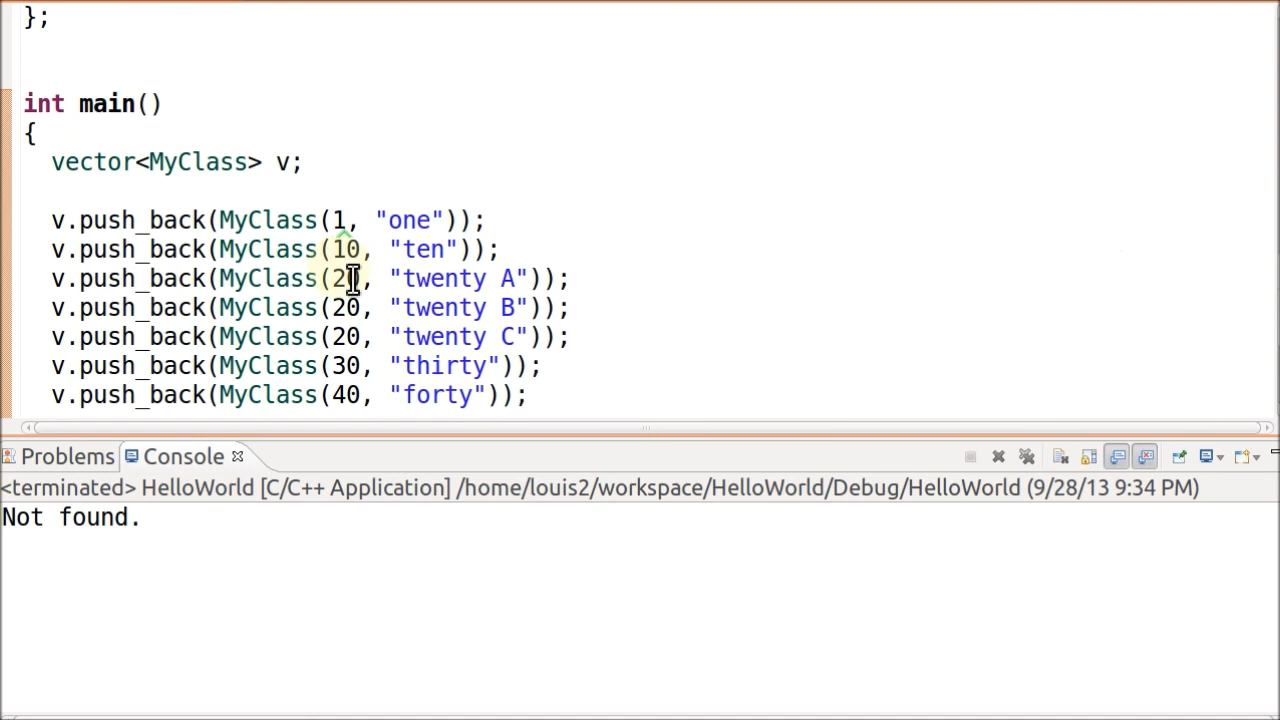 };
int main()
{
vector<MyClass> v;
v.push_back(MyClass(1, "one"));
v.push_back(MyClass(10, "ten"));
v.push_back(MyClass(20, "twenty A"));
v.push_back(MyClass(20, "twenty B"));
v.push_back(MyClass(20, "twenty C"));
v.push_back(MyClass(30, "thirty"));
v.push_back(MyClass(40, "forty"));
Problems Console
<terminated> HelloWorld [C/C++ Application] /home/louis2/workspace/HelloWorld/Debug/HelloWorld (9/28/13 9:34 PM)
Not found.